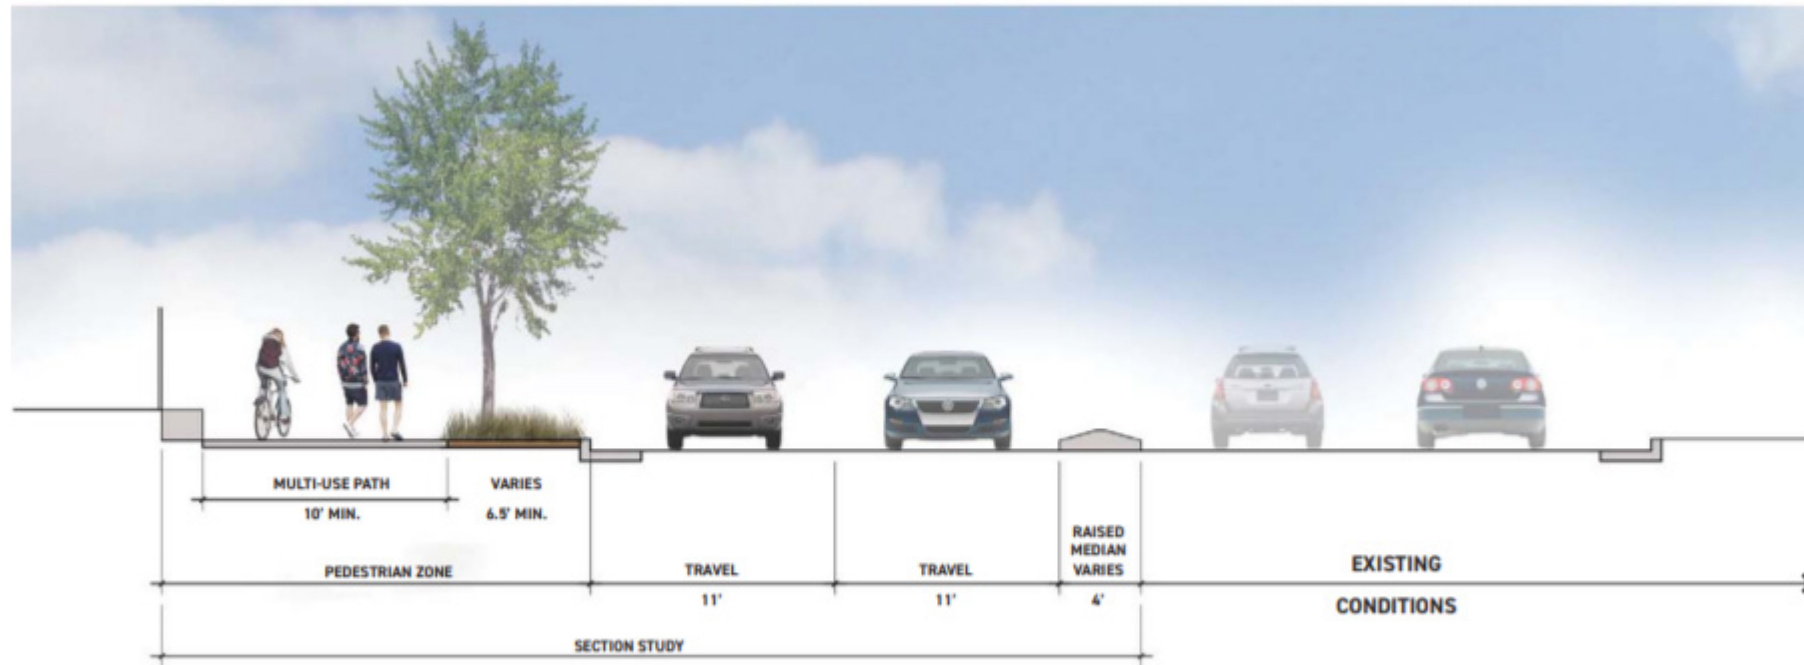 MULTI-USE PATH
10' MIN.
VARIES
6.5' MIN.
PEDESTRIAN ZONE
TRAVEL
11'
TRAVEL
11'
RAISED
MEDIAN
VARIES
4'
EXISTING
CONDITIONS
SECTION STUDY